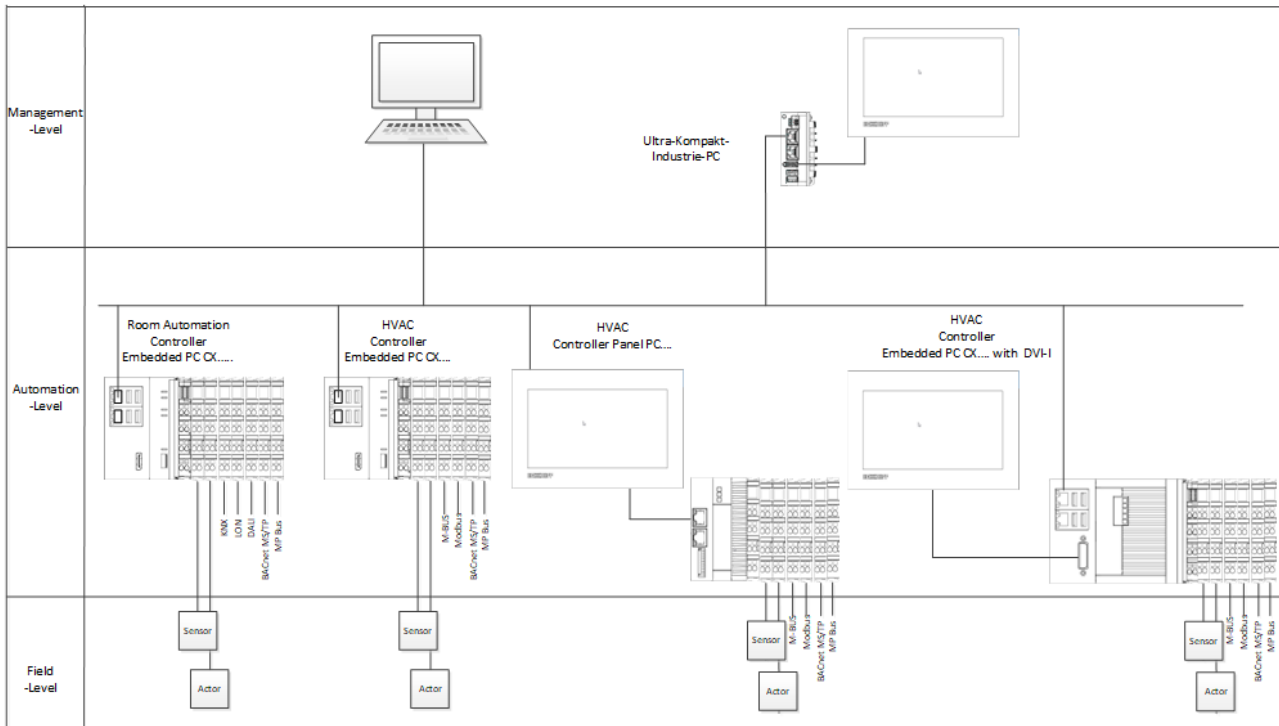 Management
-Level
Ultra-Kompakt-
Industrie-PC
BECKHOFF
Automation
-Level
Room Automation
Controller
Embedded PC CX.....
HVAC
Controller
Embedded PC CX....
HVAC
Controller Panel PC....
HVAC
Controller
Embedded PC CX.... with DVI-I
BECKHOFF
BECKHOFF
KNX
LON
DALI
BACnet MS/TP
MP Bus
M-BUS
Modbus
BACnet MS/TP
MP Bus
Field
-Level
Sensor
Actor
Sensor
Actor
Sensor
Actor
M-BUS
Modbus
BACnet MS/TP
MP Bus
Sensor
Actor
M-BUS
Modbus
BACnet MS/TP
MP Bus